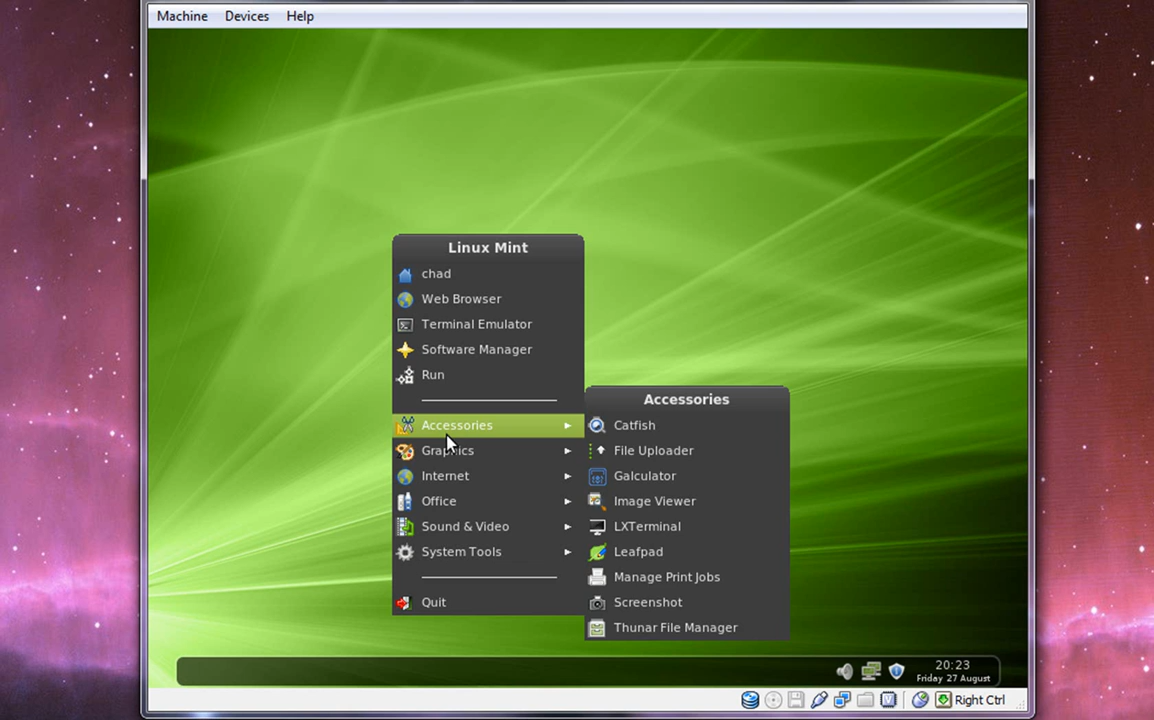 Machine Devices Help
Linux Mint
chad
Web Browser
Terminal Emulator
Software Manager
Run
Accessories
Graphics
Internet
Office
Sound & Video
System Tools
Quit
Accessories
Catfish
File Uploader
Galculator
Image Viewer
LXTerminal
Leafpad
Manage Print Jobs
Screenshot
Thunar File Manager
20:23
Friday 27 August
Right Ctrl